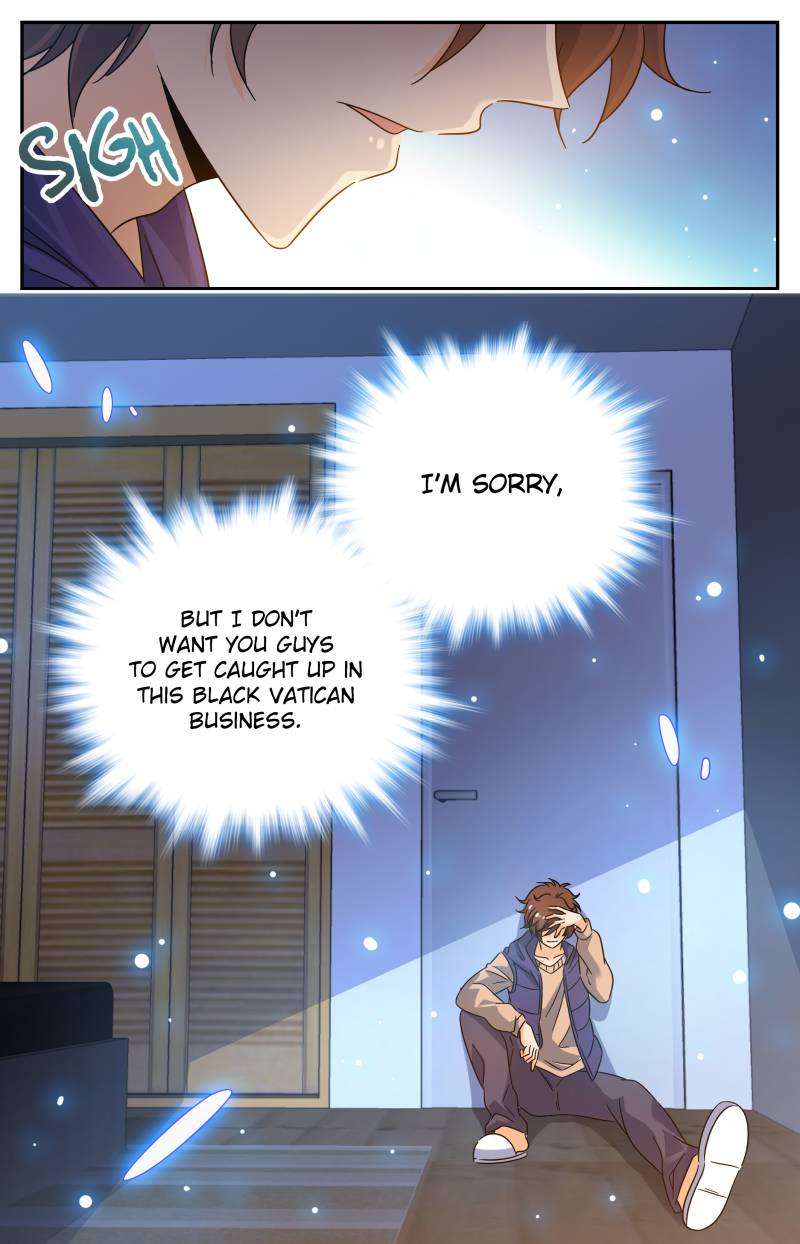 SIGH
I'M SORRY,
BUT I DON'T
WANT YOU GUYS
TO GET CAUGHT UP IN
THIS BLACK VATICAN
BUSINESS.